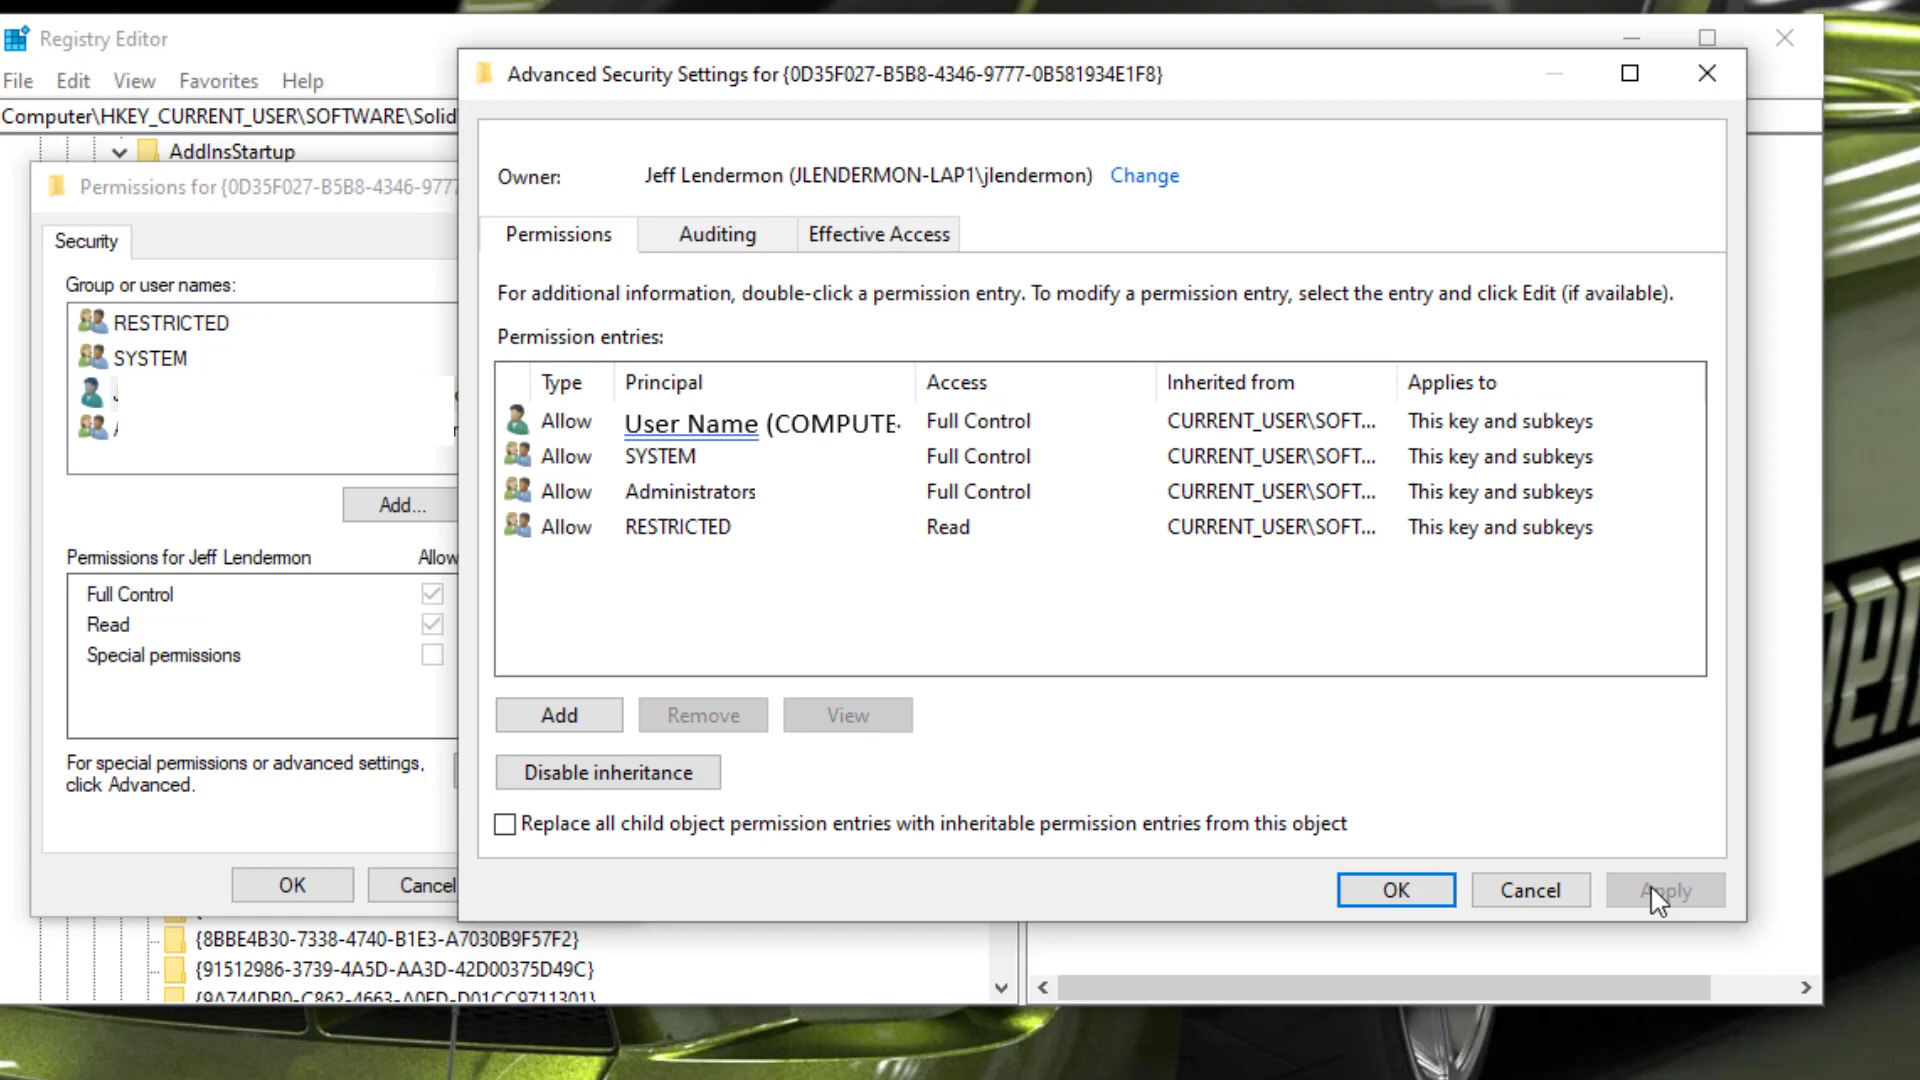 Registry Editor
File Edit View Favorites Help
Computer\HKEY_CURRENT_USER\SOFTWARE\Solid
AddInsStartup
Permissions for {0D35F027-B5B8-4346-977
Security
Group or user names:
RESTRICTED
SYSTEM
Add...
Permissions for Jeff Lendermon Allow
Full Control
Read
Special permissions
For special permissions or advanced settings,
click Advanced.
OK Cancel
{8BBE4B30-7338-4740-B1E3-A7030B9F57F2}
{91512986-3739-4A5D-AA3D-42D00375D49C}
{9A744DB0-C862-4663-A0ED-D01CC9711301}
Advanced Security Settings for {0D35F027-B5B8-4346-9777-0B581934E1F8}
Owner: Jeff Lendermon (JLENDERMON-LAP1\jlendermon) Change
Permissions Auditing Effective Access
For additional information, double-click a permission entry. To modify a permission entry, select the entry and click Edit (if available).
Permission entries:
Type Principal Access Inherited from Applies to
Allow User Name (COMPUTE Full Control CURRENT_USER\SOFT... This key and subkeys
Allow SYSTEM Full Control CURRENT_USER\SOFT... This key and subkeys
Allow Administrators Full Control CURRENT_USER\SOFT... This key and subkeys
Allow RESTRICTED Read CURRENT_USER\SOFT... This key and subkeys
Add Remove View
Disable inheritance
Replace all child object permission entries with inheritable permission entries from this object
OK Cancel Apply